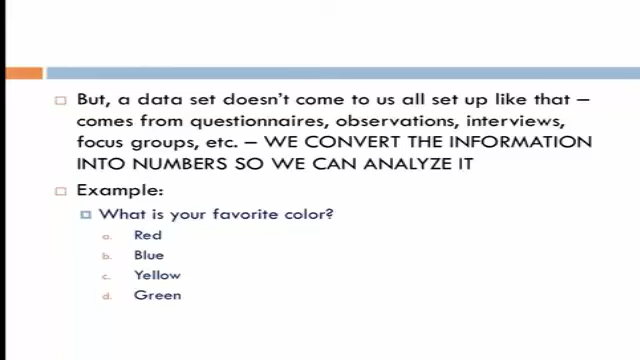 But, a data set doesn't come to us all set up like that –
comes from questionnaires, observations, interviews,
focus groups, etc. – WE CONVERT THE INFORMATION
INTO NUMBERS SO WE CAN ANALYZE IT
Example:
What is your favorite color?
a. Red
b. Blue
c. Yellow
d. Green